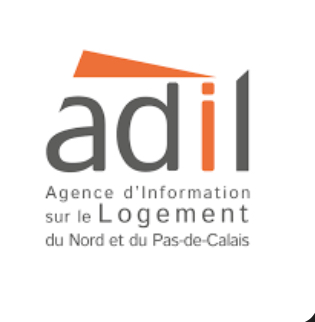 adil
Agence d'Information
sur le Logement
du Nord et du Pas-de-Calais